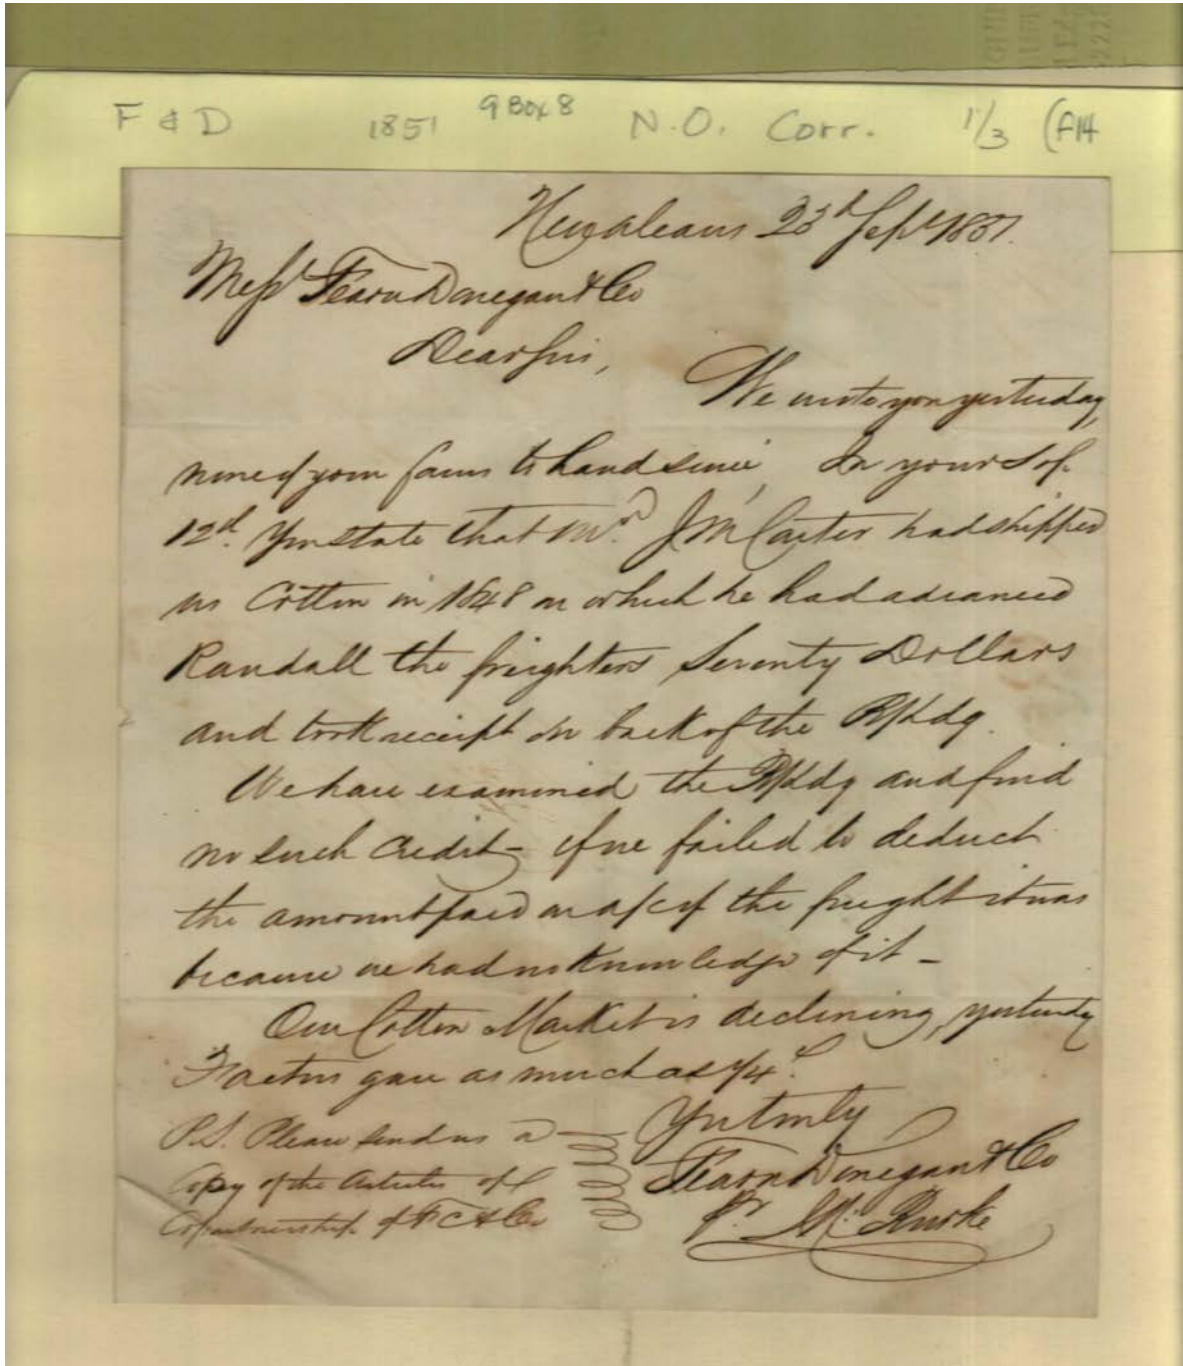 F & D 1851 9 Box 8 N.O. Corr. 1/3 (F14
New Orleans 23d Sept 1851.
Messrs Fearn Donegan & Co
Dear Sirs,
We wrote you yesterday,
none of your favors to hand since, In yours of
12th. You state that Mr. J M Carter had shipped
us Cotton in 1848 on which he had advanced
Randall the freighters Seventy Dollars
and took receipt on back of the B/Ldg.
We have examined the B/Ldg and find
no such credit – if we failed to deduct
the amount paid on a/c of the freight it was
because we had no knowledge of it –
Our Cotton Market is declining, yesterday
Factors gave as much as 1/4 c.
P.S. Please send us a
Copy of the Articles of
Copartnership of F C & Co
Yrs truly
Fearn Donegan & Co
Pr M. Burke